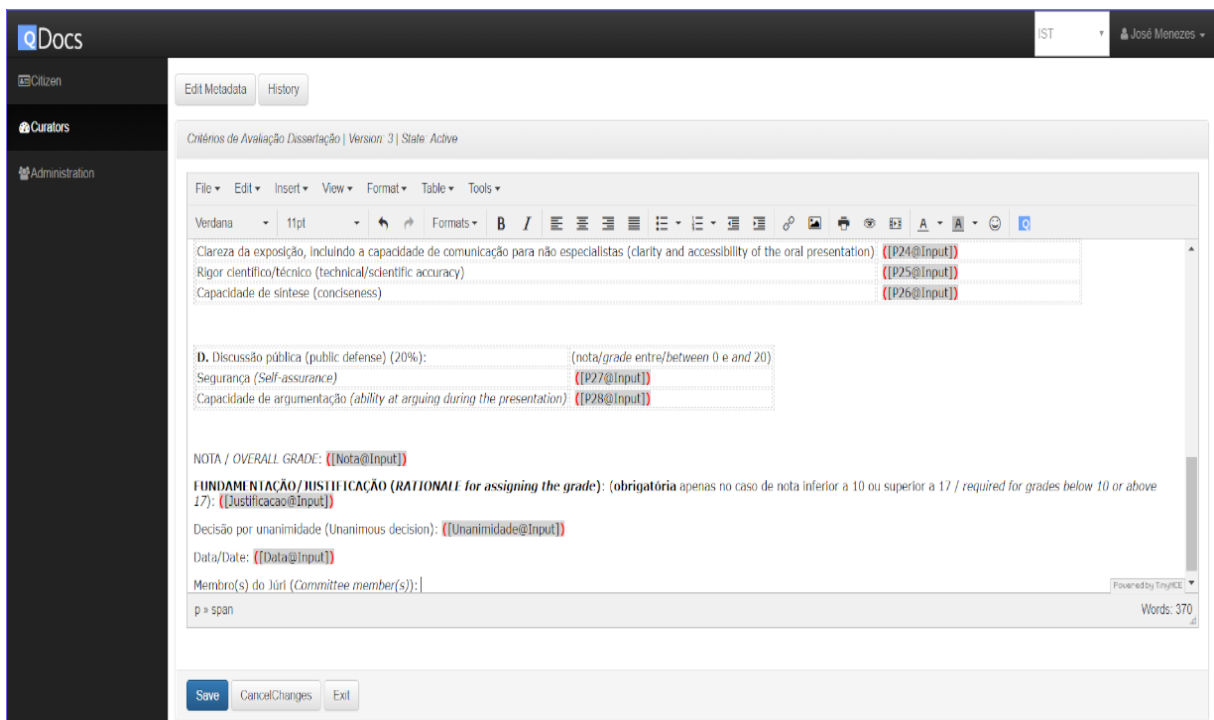 QDocs
IST
José Menezes
Citizen
Curators
Administration
Edit Metadata History
Critérios de Avaliação Dissertação | Version: 3 | State: Active
File Edit Insert View Format Table Tools
Verdana 11pt Formats B I A A Q
Clareza da exposição, incluindo a capacidade de comunicação para não especialistas (clarity and accessibility of the oral presentation) ([P24@Input])
Rigor científico/técnico (technical/scientific accuracy) ([P25@Input])
Capacidade de síntese (conciseness) ([P26@Input])
D. Discussão pública (public defense) (20%): (nota/grade entre/between 0 e and 20)
Segurança (Self-assurance) ([P27@Input])
Capacidade de argumentação (ability at arguing during the presentation) ([P28@Input])
NOTA / OVERALL GRADE: ([Nota@Input])
FUNDAMENTAÇÃO/JUSTIFICAÇÃO (RATIONALE for assigning the grade): (obrigatória apenas no caso de nota inferior a 10 ou superior a 17 / required for grades below 10 or above
17): ([Justificacao@Input])
Decisão por unanimidade (Unanimous decision): ([Unanimidade@Input])
Data/Date: ([Data@Input])
Membro(s) do Júri (Committee member(s)):
Powered by TinyMCE
p » span Words: 370
Save CancelChanges Exit